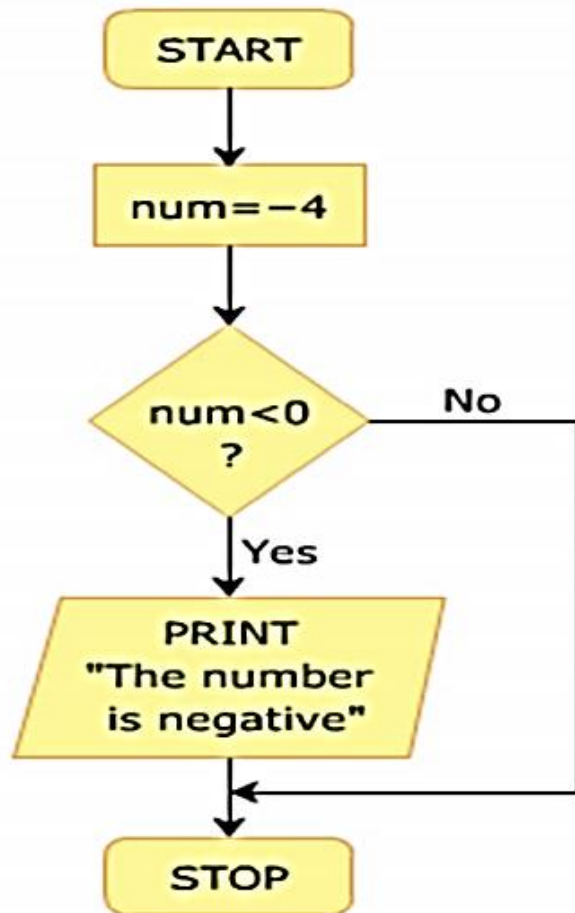 START
num=−4
num<0
?
No
Yes
PRINT
"The number
is negative"
STOP